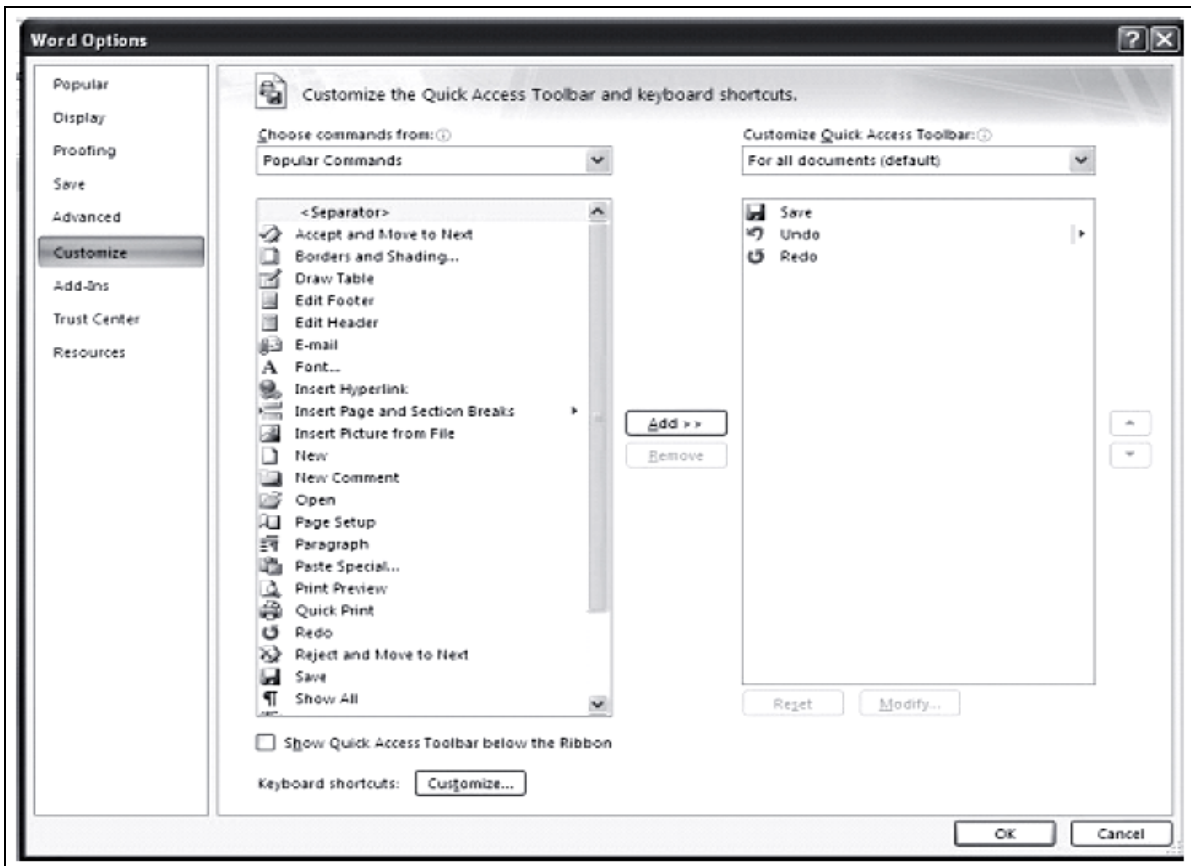 Word Options
Popular
Display
Proofing
Save
Advanced
Customize
Add-Ins
Trust Center
Resources
Customize the Quick Access Toolbar and keyboard shortcuts.
Choose commands from:
Popular Commands
<Separator>
Accept and Move to Next
Borders and Shading...
Draw Table
Edit Footer
Edit Header
E-mail
Font...
Insert Hyperlink
Insert Page and Section Breaks
Insert Picture from File
New
New Comment
Open
Page Setup
Paragraph
Paste Special...
Print Preview
Quick Print
Redo
Reject and Move to Next
Save
Show All
Add >>
Remove
Customize Quick Access Toolbar:
For all documents (default)
Save
Undo
Redo
Reset
Modify...
Show Quick Access Toolbar below the Ribbon
Keyboard shortcuts:
Customize...
OK
Cancel